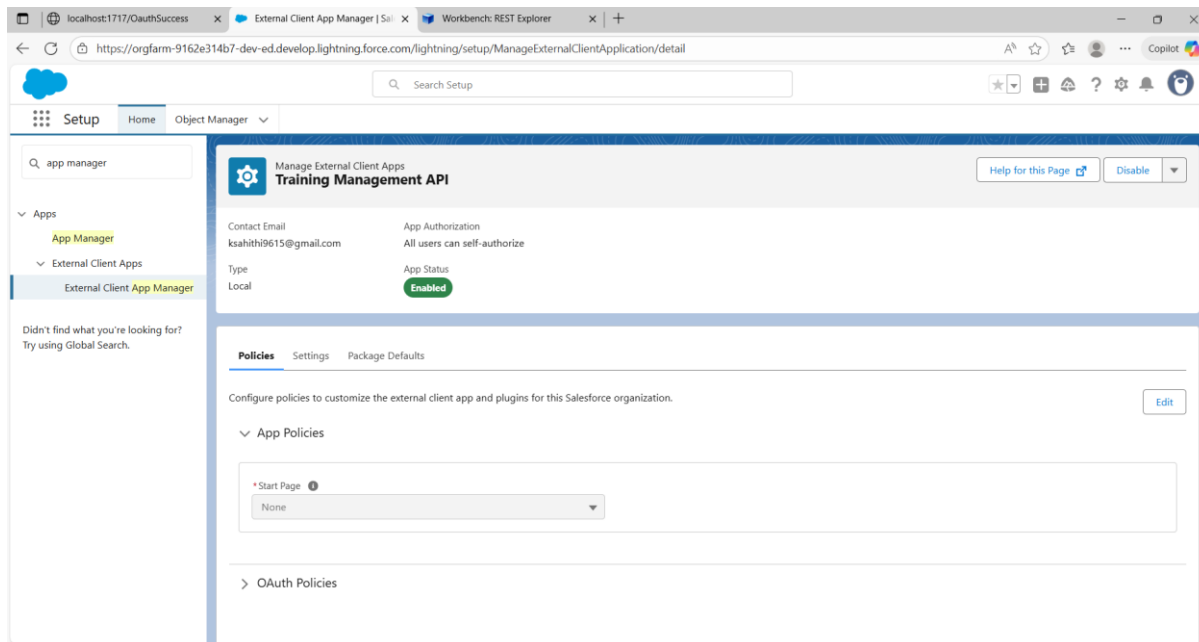 localhost:1717/OauthSuccess
External Client App Manager | Sal
Workbench: REST Explorer
https://orgfarm-9162e314b7-dev-ed.develop.lightning.force.com/lightning/setup/ManageExternalClientApplication/detail
Copilot
Search Setup
Setup
Home
Object Manager
app manager
Apps
App Manager
External Client Apps
External Client App Manager
Didn't find what you're looking for?
Try using Global Search.
Manage External Client Apps
Training Management API
Help for this Page
Disable
Contact Email
ksahithi9615@gmail.com
App Authorization
All users can self-authorize
Type
Local
App Status
Enabled
Policies
Settings
Package Defaults
Configure policies to customize the external client app and plugins for this Salesforce organization.
Edit
App Policies
*Start Page
None
OAuth Policies